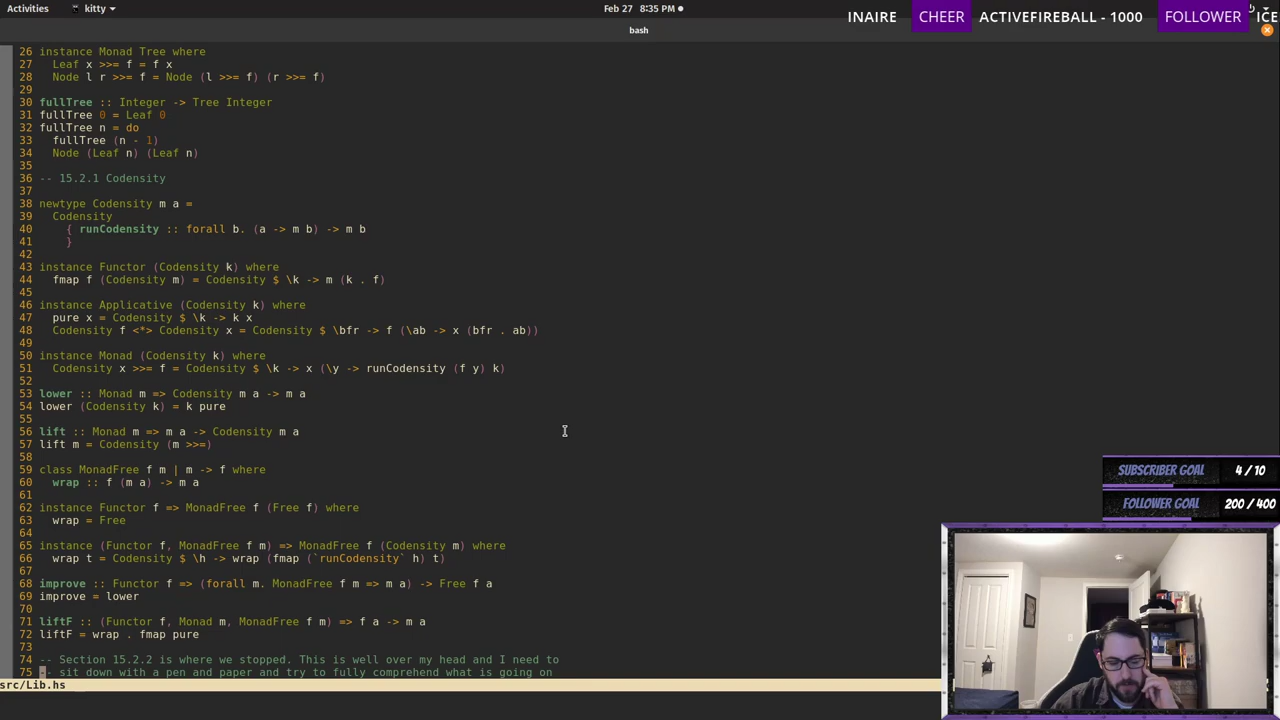 Activities kitty Feb 27 8:35 PM
INAIRE CHEER ACTIVEFIREBALL - 1000 FOLLOWER ICE
bash
26 instance Monad Tree where
27   Leaf x >>= f = f x
28   Node l r >>= f = Node (l >>= f) (r >>= f)
29
30 fullTree :: Integer -> Tree Integer
31 fullTree 0 = Leaf 0
32 fullTree n = do
33   fullTree (n - 1)
34   Node (Leaf n) (Leaf n)
35
36 -- 15.2.1 Codensity
37
38 newtype Codensity m a =
39   Codensity
40     { runCodensity :: forall b. (a -> m b) -> m b
41     }
42
43 instance Functor (Codensity k) where
44   fmap f (Codensity m) = Codensity $ \k -> m (k . f)
45
46 instance Applicative (Codensity k) where
47   pure x = Codensity $ \k -> k x
48   Codensity f <*> Codensity x = Codensity $ \bfr -> f (\ab -> x (bfr . ab))
49
50 instance Monad (Codensity k) where
51   Codensity x >>= f = Codensity $ \k -> x (\y -> runCodensity (f y) k)
52
53 lower :: Monad m => Codensity m a -> m a
54 lower (Codensity k) = k pure
55
56 lift :: Monad m => m a -> Codensity m a
57 lift m = Codensity (m >>=)
58
59 class MonadFree f m | m -> f where
60   wrap :: f (m a) -> m a
61
62 instance Functor f => MonadFree f (Free f) where
63   wrap = Free
64
65 instance (Functor f, MonadFree f m) => MonadFree f (Codensity m) where
66   wrap t = Codensity $ \h -> wrap (fmap (`runCodensity` h) t)
67
68 improve :: Functor f => (forall m. MonadFree f m => m a) -> Free f a
69 improve = lower
70
71 liftF :: (Functor f, Monad m, MonadFree f m) => f a -> m a
72 liftF = wrap . fmap pure
73
74 -- Section 15.2.2 is where we stopped. This is well over my head and I need to
75 -- sit down with a pen and paper and try to fully comprehend what is going on
src/Lib.hs
SUBSCRIBER GOAL 4 / 10
FOLLOWER GOAL 200 / 400